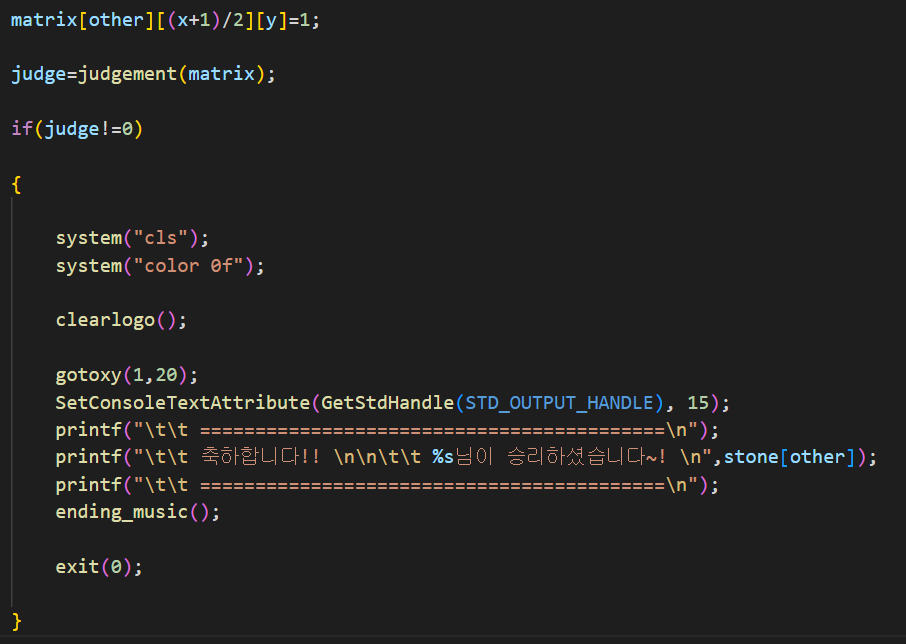 matrix[other][(x+1)/2][y]=1;
judge=judgement(matrix);
if(judge!=0)
{
system("cls");
system("color 0f");
clearlogo();
gotoxy(1,20);
SetConsoleTextAttribute(GetStdHandle(STD_OUTPUT_HANDLE), 15);
printf("\t\t ==========================================\n");
printf("\t\t 축하합니다!! \n\n\t\t %s님이 승리하셨습니다~! \n",stone[other]);
printf("\t\t ==========================================\n");
ending_music();
exit(0);
}